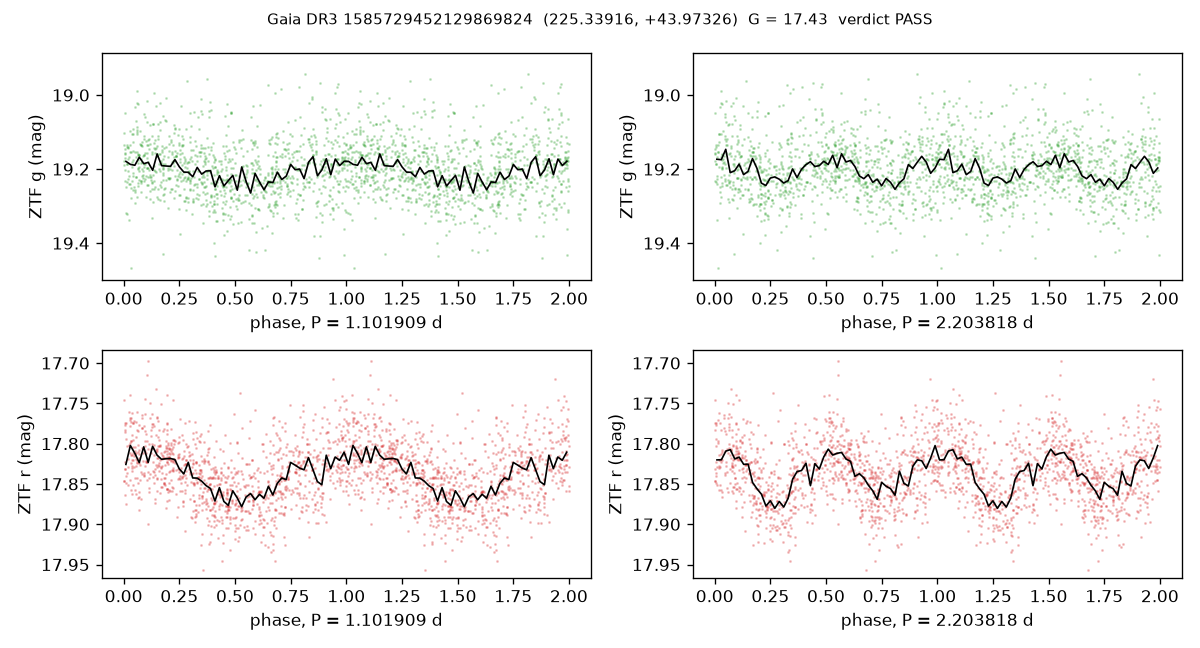 Gaia DR3 1585729452129869824  (225.33916, +43.97326)  G = 17.43  verdict PASS
ZTF g (mag)
19.0
19.2
19.4
0.00 0.25 0.50 0.75 1.00 1.25 1.50 1.75 2.00
phase, P = 1.101909 d
ZTF g (mag)
19.0
19.2
19.4
0.00 0.25 0.50 0.75 1.00 1.25 1.50 1.75 2.00
phase, P = 2.203818 d
ZTF r (mag)
17.70
17.75
17.80
17.85
17.90
17.95
0.00 0.25 0.50 0.75 1.00 1.25 1.50 1.75 2.00
phase, P = 1.101909 d
ZTF r (mag)
17.70
17.75
17.80
17.85
17.90
17.95
0.00 0.25 0.50 0.75 1.00 1.25 1.50 1.75 2.00
phase, P = 2.203818 d